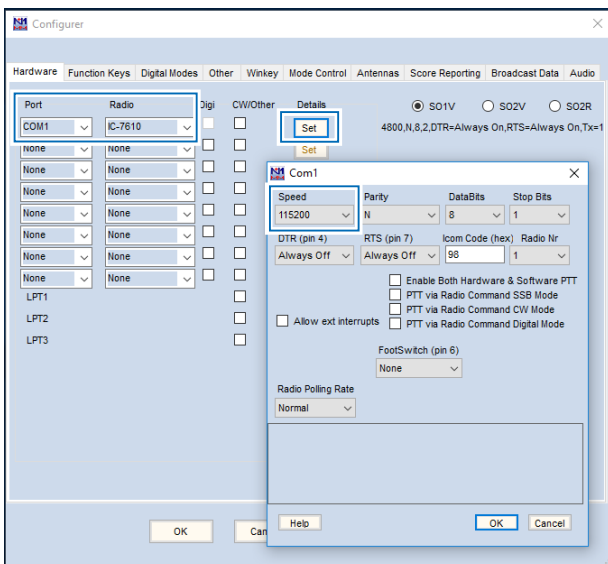 N1MM Configurer
Hardware Function Keys Digital Modes Other Winkey Mode Control Antennas Score Reporting Broadcast Data Audio
Port Radio Digi CW/Other Details SO1V SO2V SO2R
COM1 IC-7610 Set 4800,N,8,2,DTR=Always On,RTS=Always On,Tx=1
None None Set
None None
None None
None None
None None
None None
None None
LPT1
LPT2
LPT3
OK Can
N1MM Com1
Speed Parity DataBits Stop Bits
115200 N 8 1
DTR (pin 4) RTS (pin 7) Icom Code (hex) Radio Nr
Always Off Always Off 98 1
Enable Both Hardware & Software PTT
PTT via Radio Command SSB Mode
PTT via Radio Command CW Mode
Allow ext interrupts PTT via Radio Command Digital Mode
FootSwitch (pin 6)
None
Radio Polling Rate
Normal
Help OK Cancel